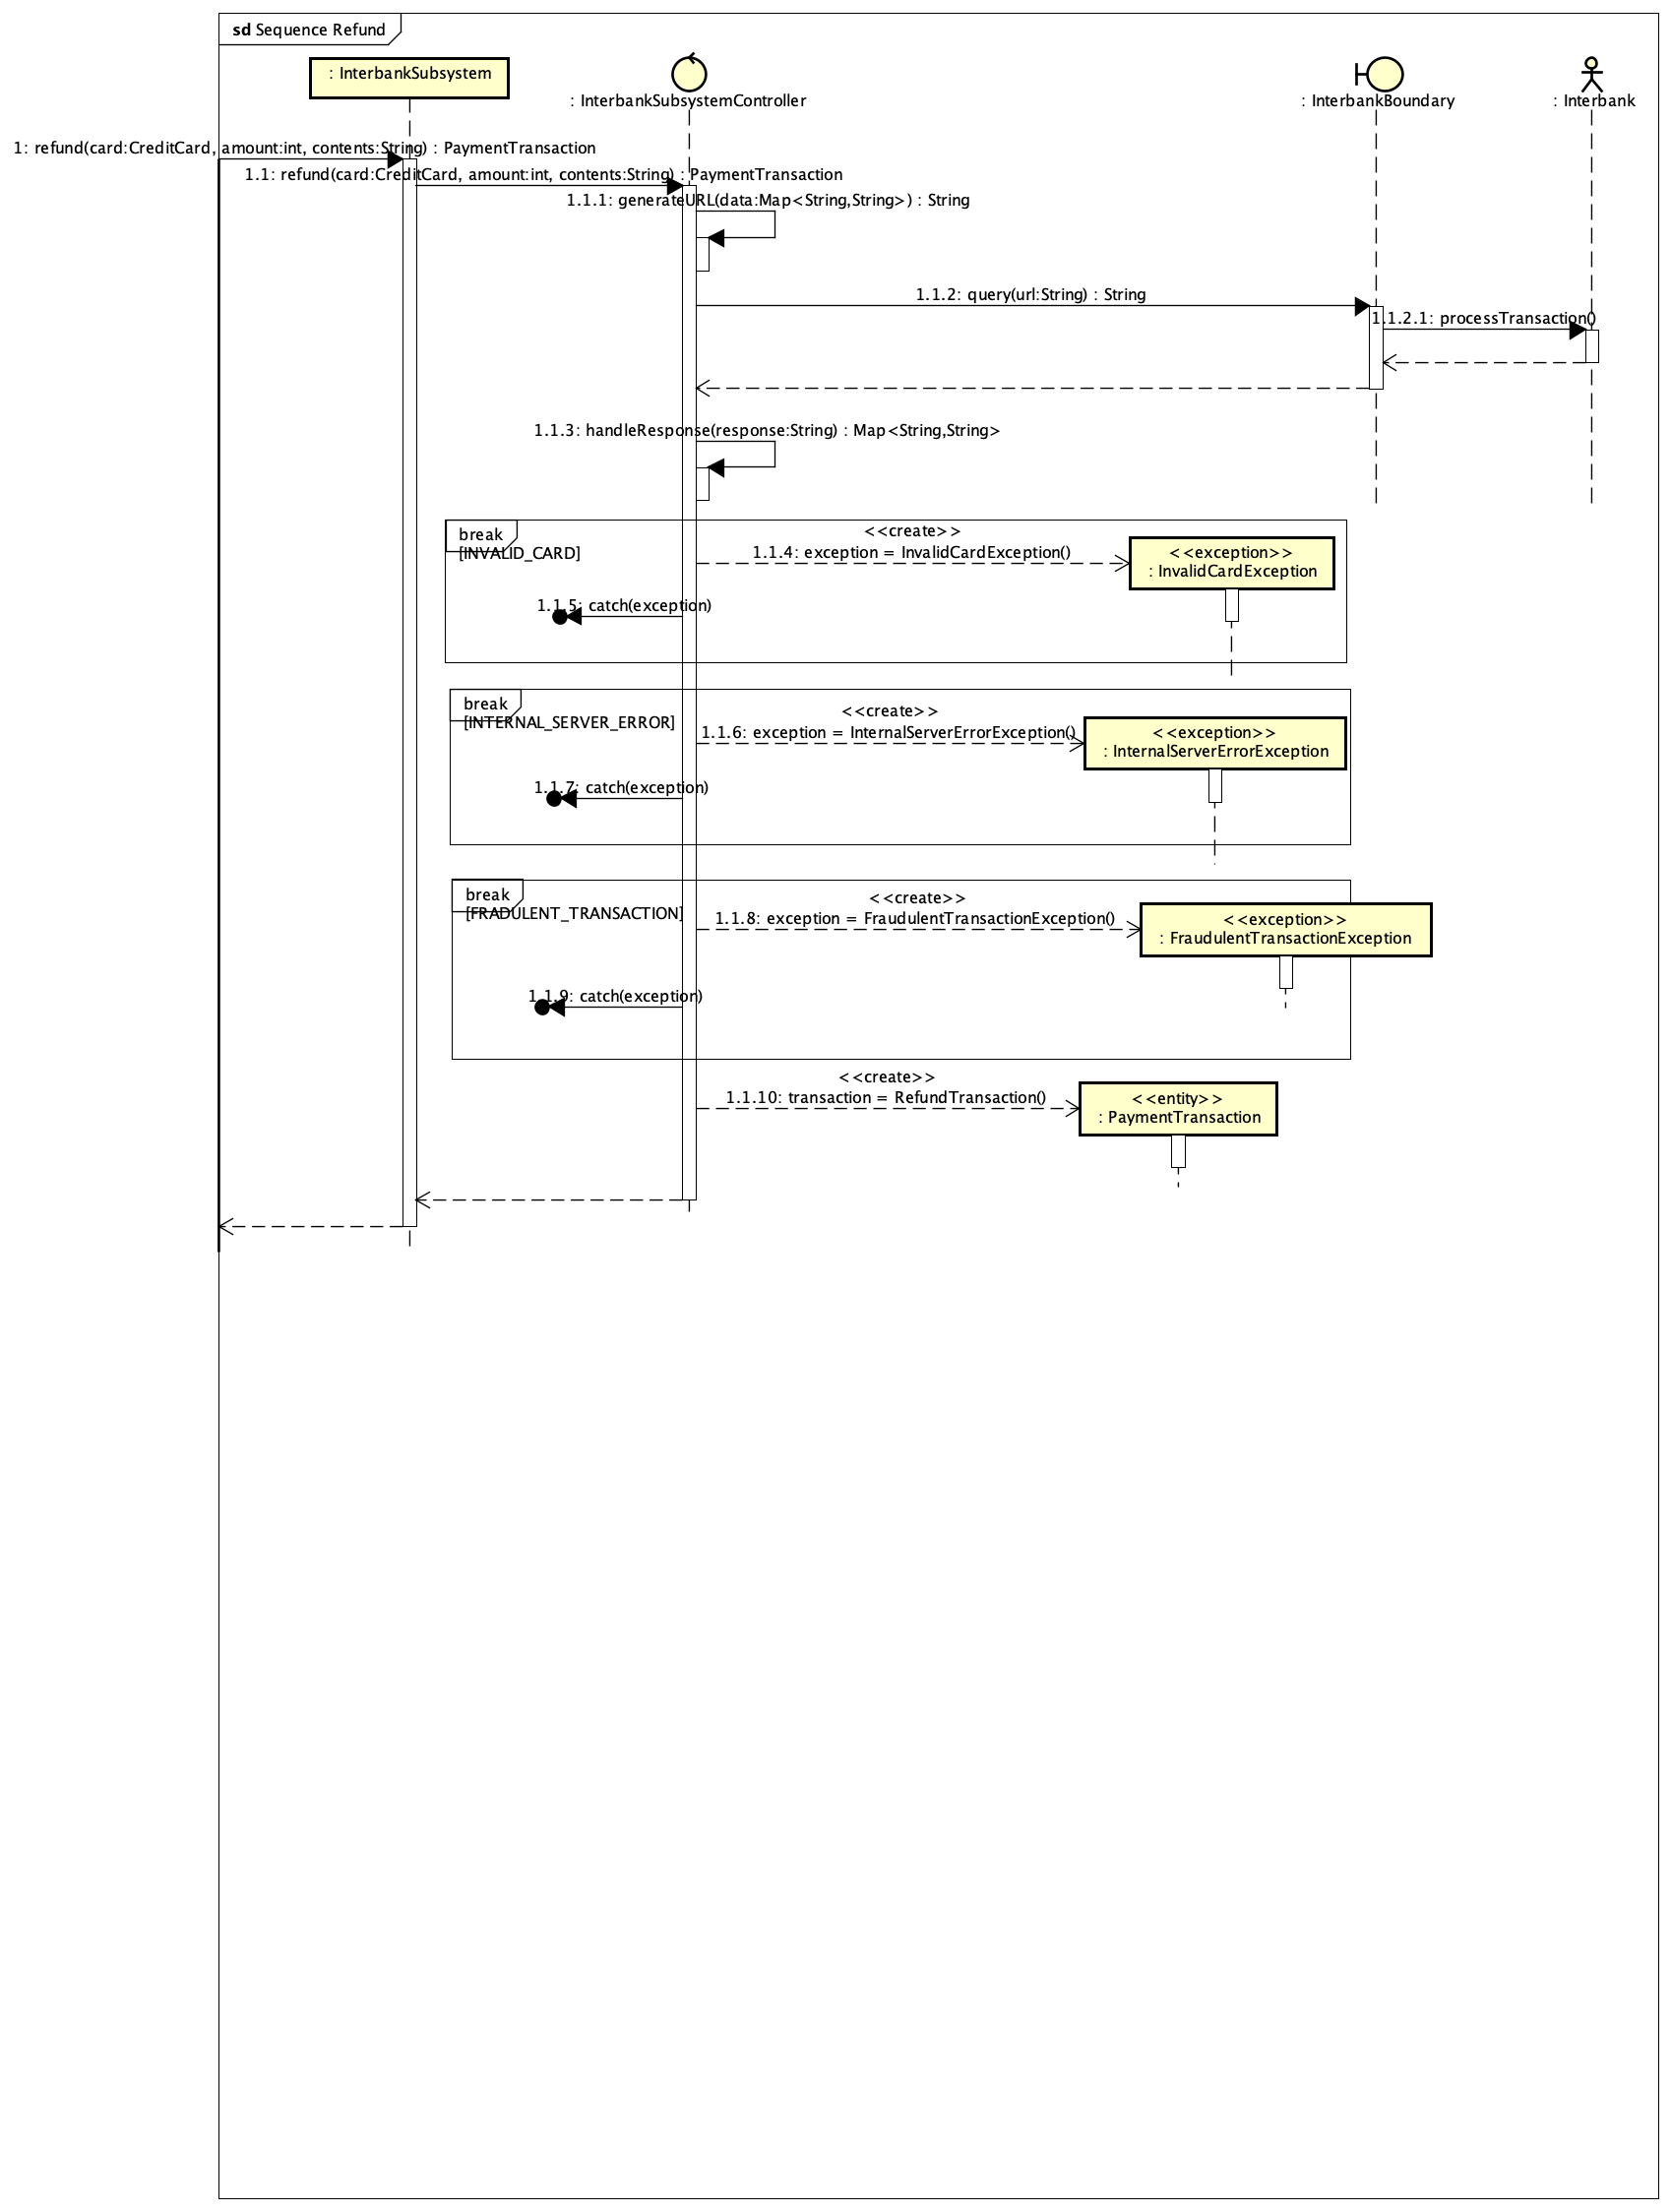 sd Sequence Refund
: InterbankSubsystem
: InterbankSubsystemController
: InterbankBoundary
: Interbank
1: refund(card:CreditCard, amount:int, contents:String) : PaymentTransaction
1.1: refund(card:CreditCard, amount:int, contents:String) : PaymentTransaction
1.1.1: generateURL(data:Map<String,String>) : String
1.1.2: query(url:String) : String
1.1.2.1: processTransaction()
1.1.3: handleResponse(response:String) : Map<String,String>
break
[INVALID_CARD]
<<create>>
1.1.4: exception = InvalidCardException()
<<exception>>
: InvalidCardException
1.1.5: catch(exception)
break
[INTERNAL_SERVER_ERROR]
<<create>>
1.1.6: exception = InternalServerErrorException()
<<exception>>
: InternalServerErrorException
1.1.7: catch(exception)
break
[FRADULENT_TRANSACTION]
<<create>>
1.1.8: exception = FraudulentTransactionException()
<<exception>>
: FraudulentTransactionException
1.1.9: catch(exception)
<<create>>
1.1.10: transaction = RefundTransaction()
<<entity>>
: PaymentTransaction